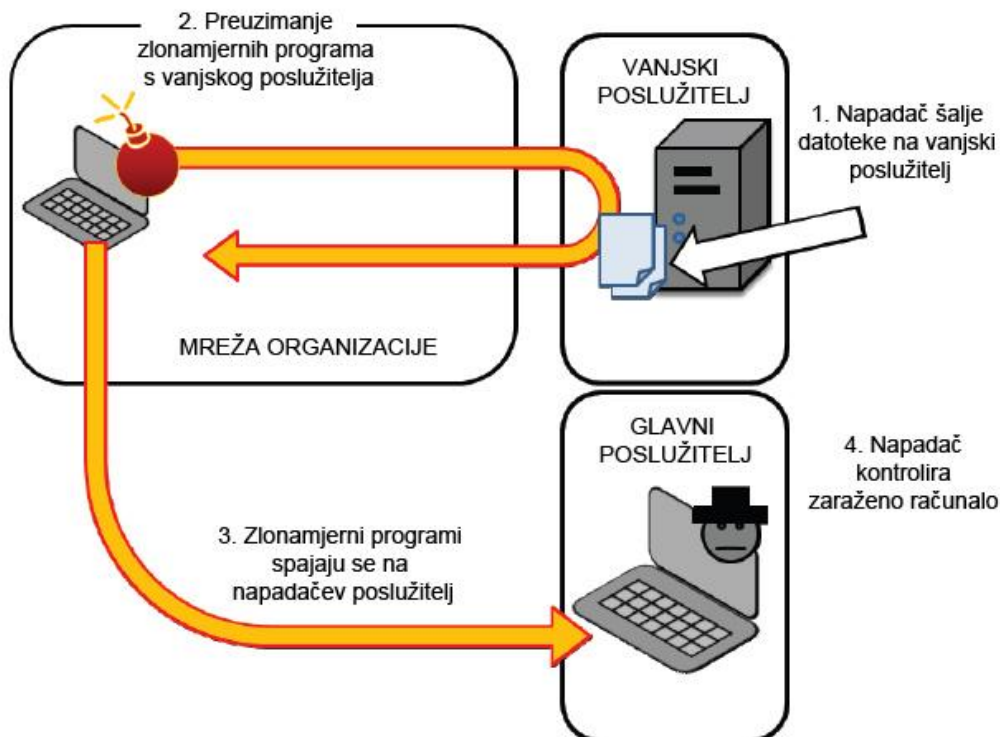 2. Preuzimanje
zlonamjernih programa
s vanjskog poslužitelja
VANJSKI
POSLUŽITELJ
1. Napadač šalje
datoteke na vanjski
poslužitelj
MREŽA ORGANIZACIJE
GLAVNI
POSLUŽITELJ
4. Napadač
kontrolira
zaraženo računalo
3. Zlonamjerni programi
spajaju se na
napadačev poslužitelj